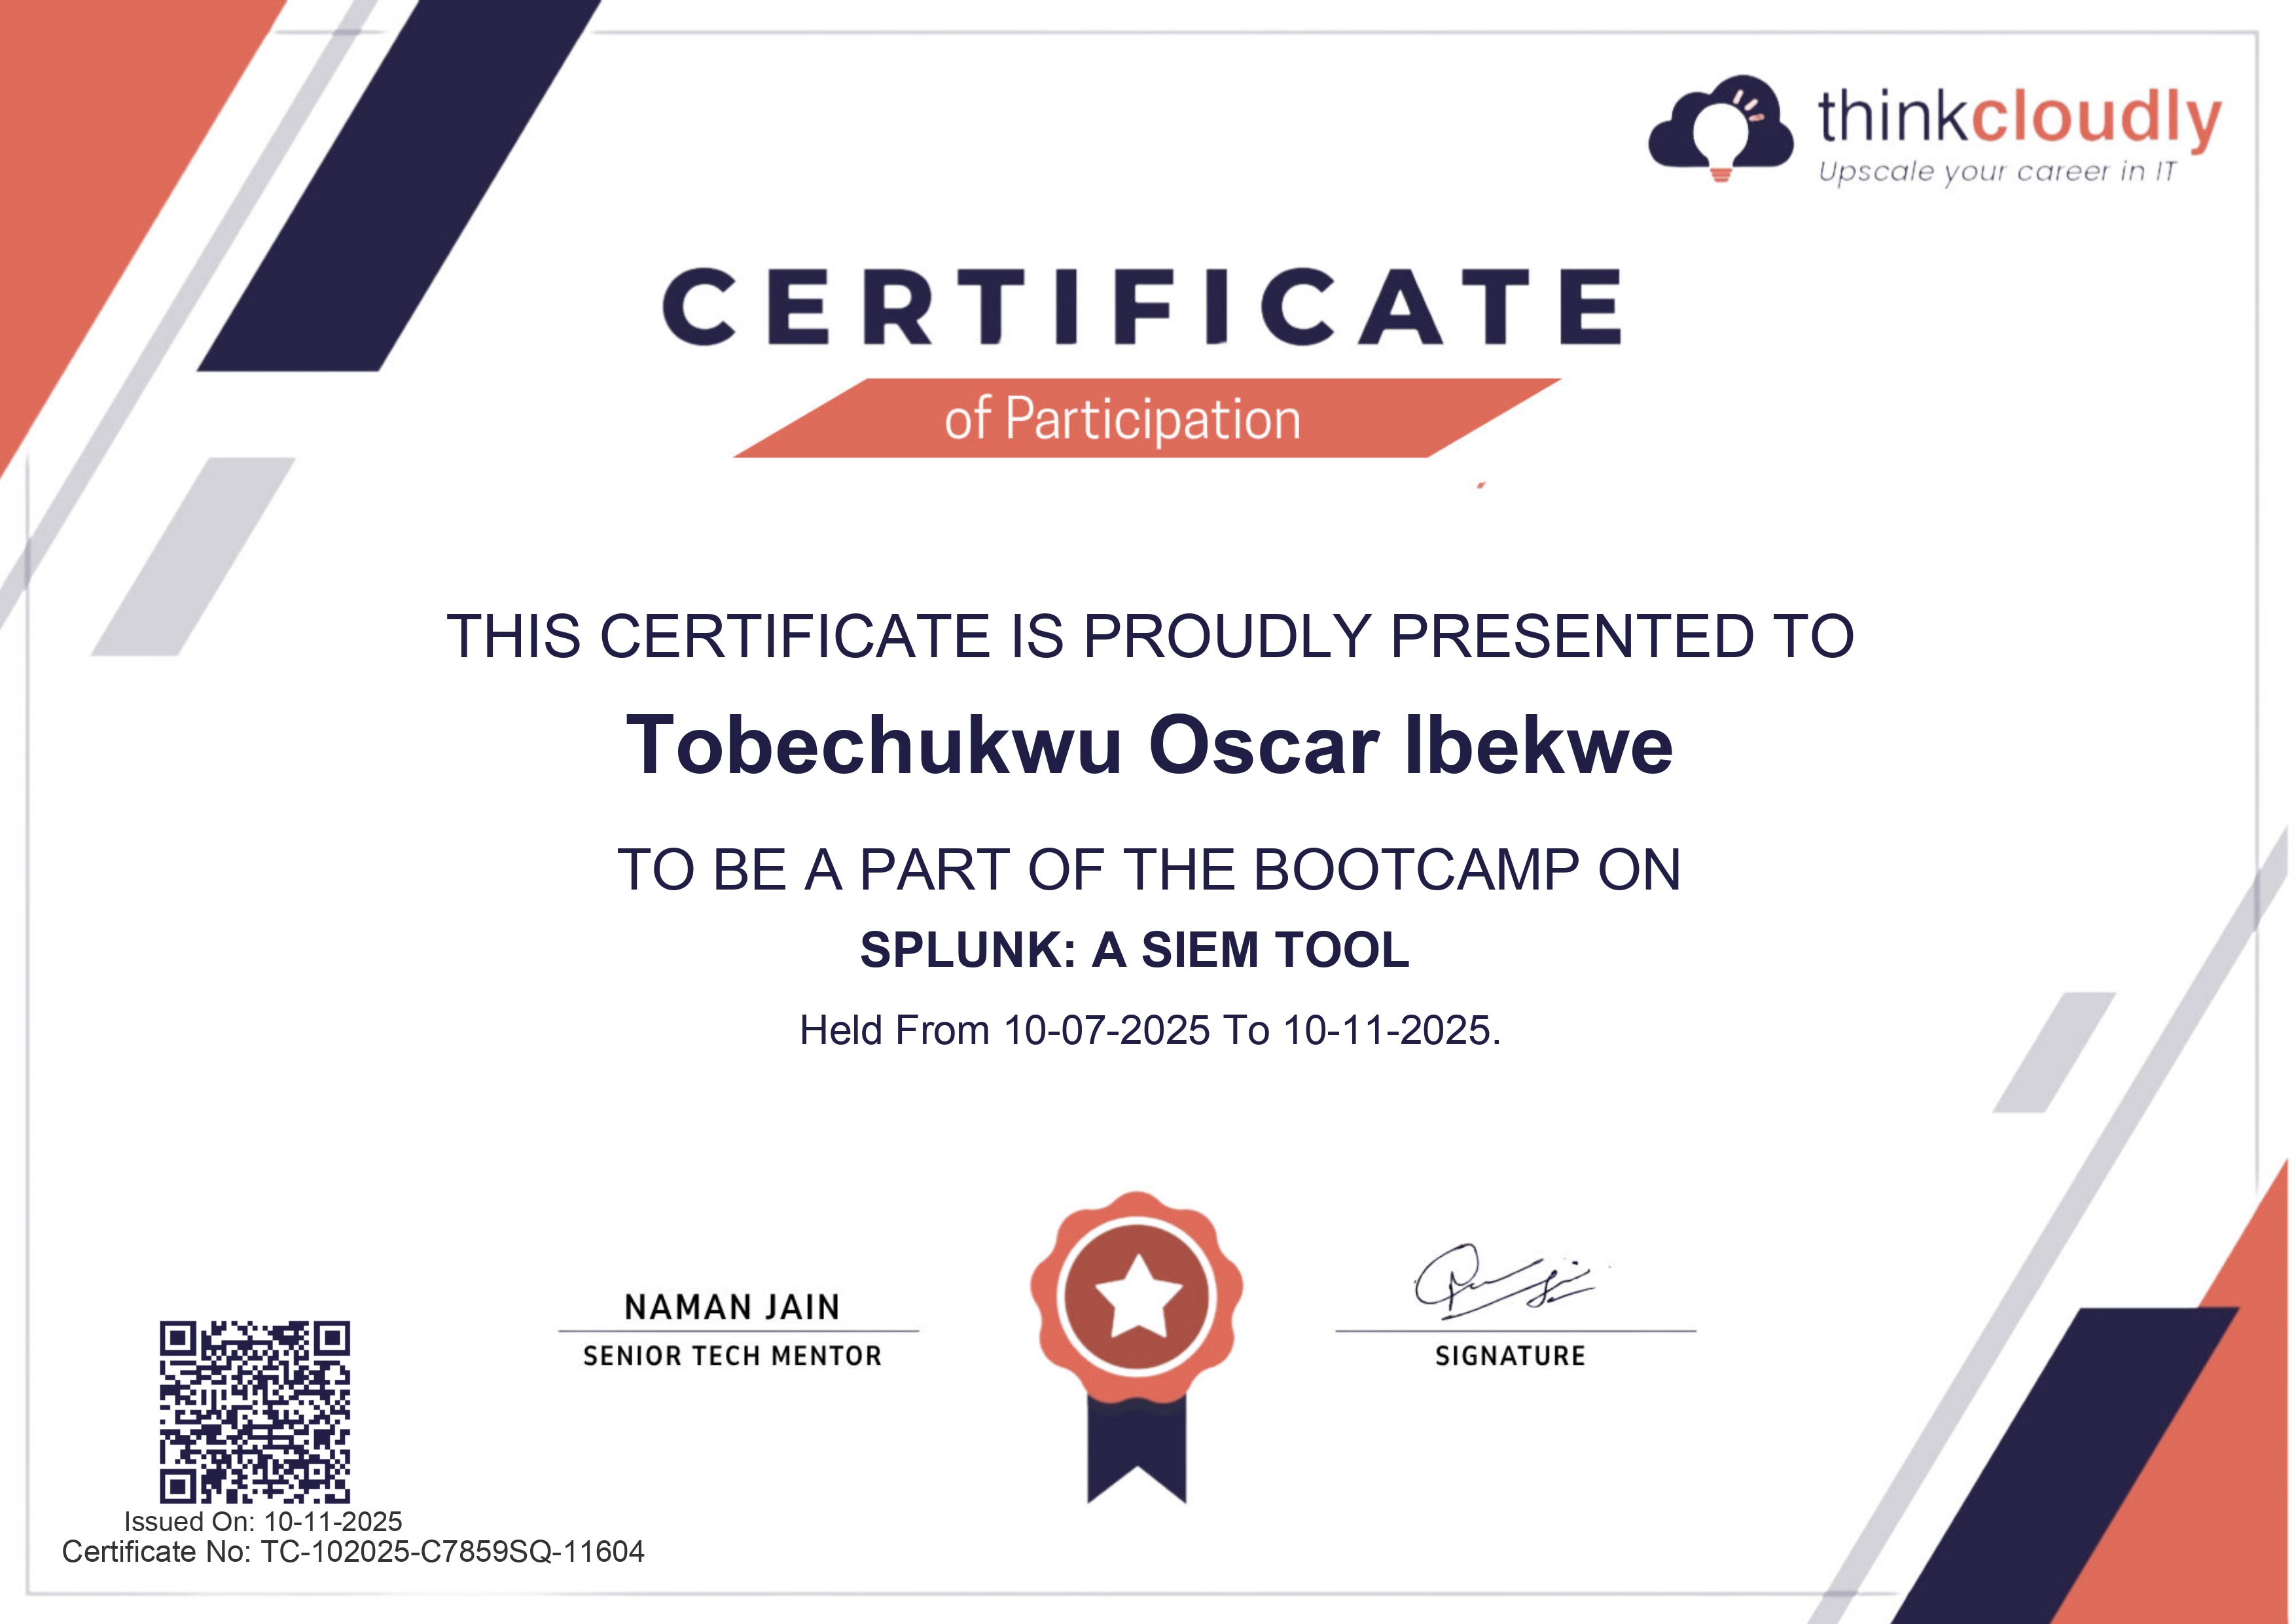 thinkcloudly
Upscale your career in IT
CERTIFICATE
of Participation
THIS CERTIFICATE IS PROUDLY PRESENTED TO
Tobechukwu Oscar Ibekwe
TO BE A PART OF THE BOOTCAMP ON
SPLUNK: A SIEM TOOL
Held From 10-07-2025 To 10-11-2025.
NAMAN JAIN
SENIOR TECH MENTOR
SIGNATURE
Issued On: 10-11-2025
Certificate No: TC-102025-C7859SQ-11604